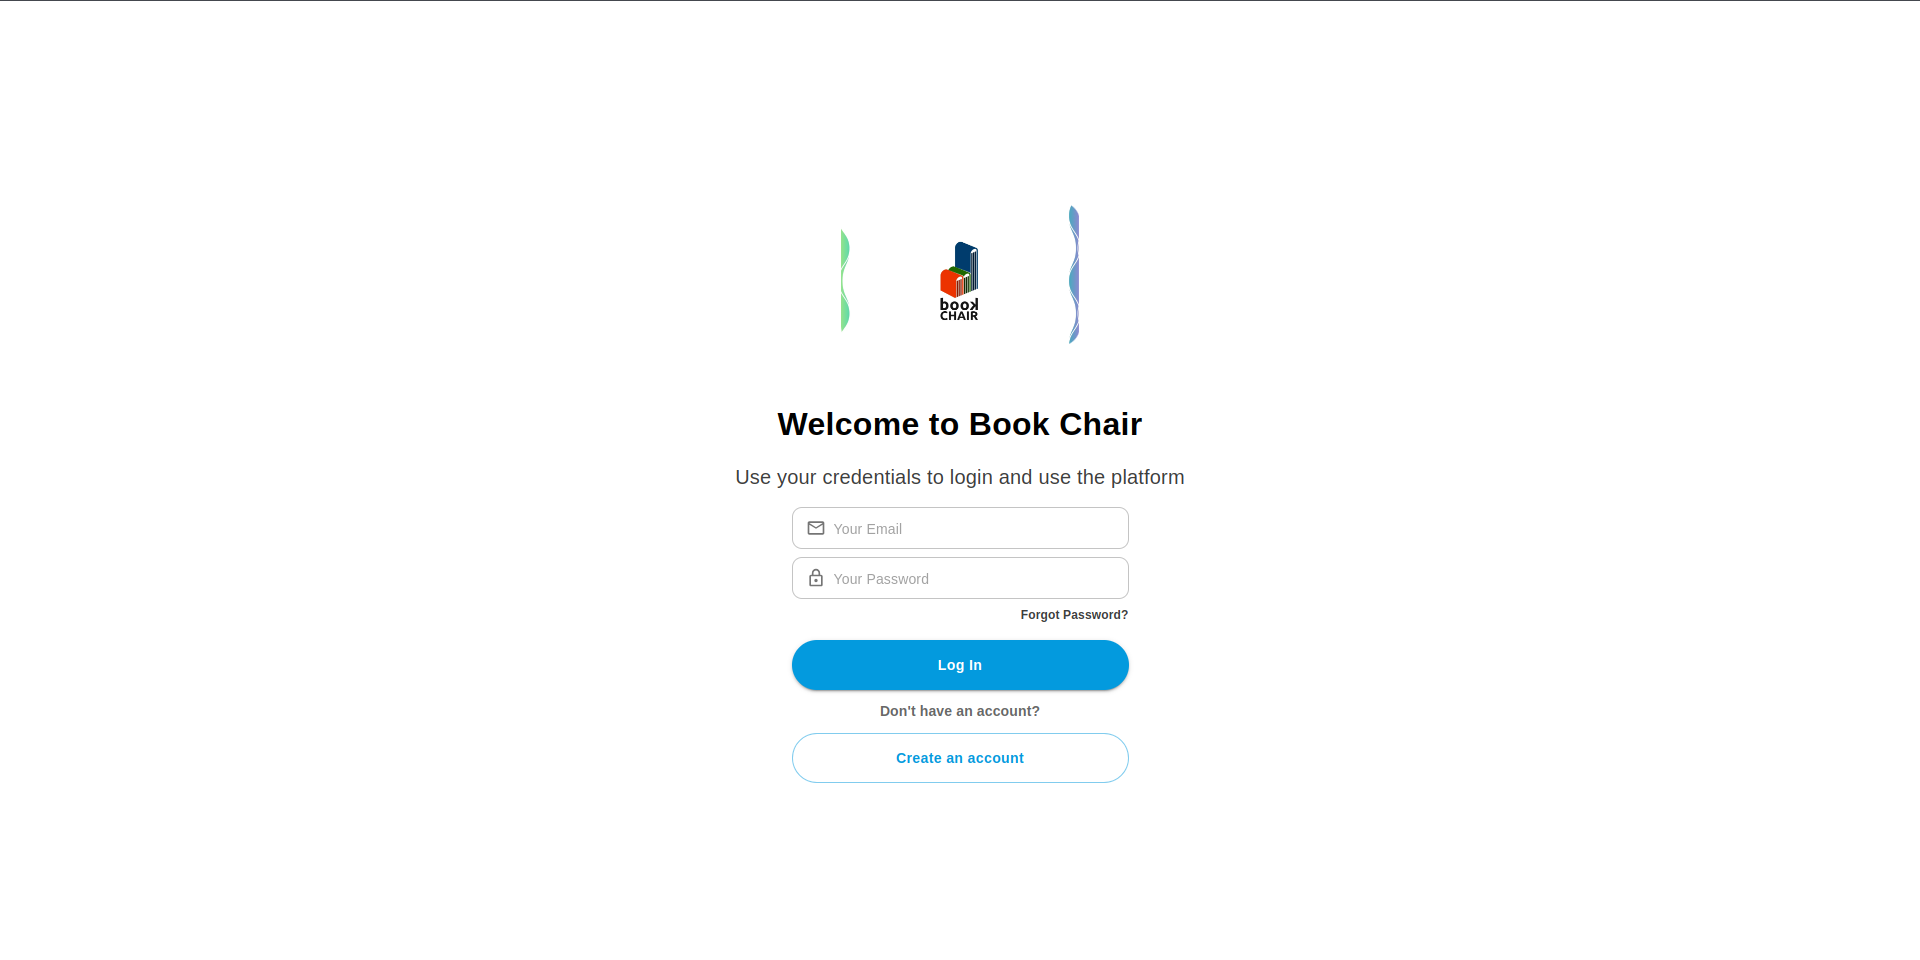 book
CHAIR
Welcome to Book Chair
Use your credentials to login and use the platform
Your Email
Your Password
Forgot Password?
Log In
Don't have an account?
Create an account